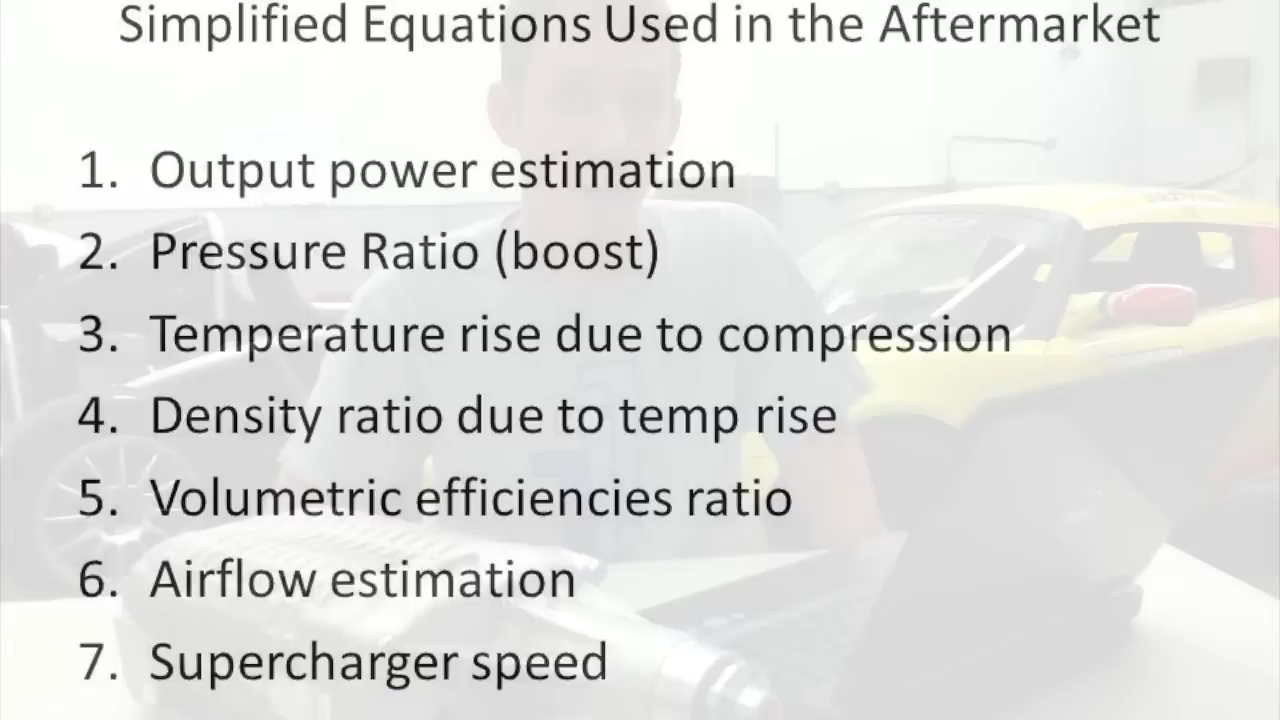 Simplified Equations Used in the Aftermarket
1. Output power estimation
2. Pressure Ratio (boost)
3. Temperature rise due to compression
4. Density ratio due to temp rise
5. Volumetric efficiencies ratio
6. Airflow estimation
7. Supercharger speed